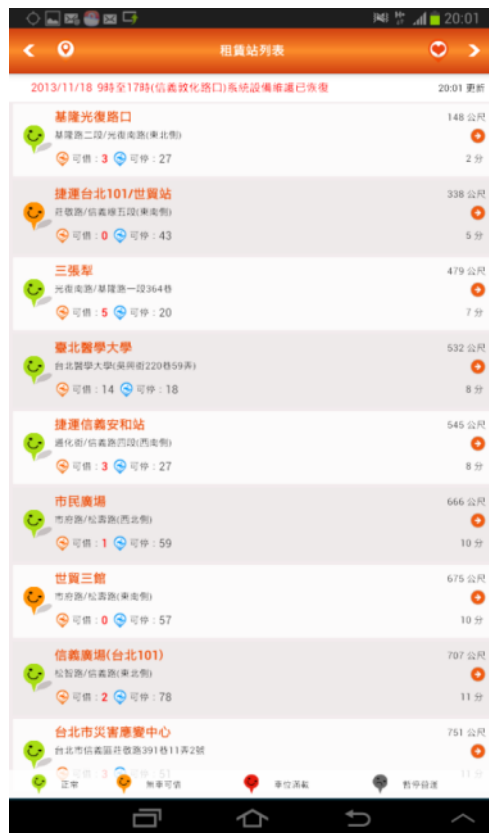 20:01
租賃站列表
2013/11/18 9時至17時(信義敦化路口)系統設備維護已恢復
20:01 更新
基隆光復路口
148 公尺
基隆路二段/光復南路(東北側)
可借：3 可停：27
2 分
捷運台北101/世貿站
338 公尺
莊敬路/信義線五段(東南側)
可借：0 可停：43
5 分
三張犁
479 公尺
光復南路/基隆路一段364巷
可借：5 可停：20
7 分
臺北醫學大學
532 公尺
台北醫學大學(吳興街220巷59弄)
可借：14 可停：18
8 分
捷運信義安和站
545 公尺
通化街/信義路四段(西南側)
可借：3 可停：27
8 分
市民廣場
666 公尺
市府路/松壽路(西北側)
可借：1 可停：59
10 分
世貿三館
675 公尺
市府路/松壽路(東南側)
可借：0 可停：57
10 分
信義廣場(台北101)
707 公尺
松智路/信義路(東北側)
可借：2 可停：78
11 分
台北市災害應變中心
751 公尺
台北市信義區莊敬路391巷11弄2號
可借：3 可停：51
11 分
正常 無車可借 車位滿載 暫停營運